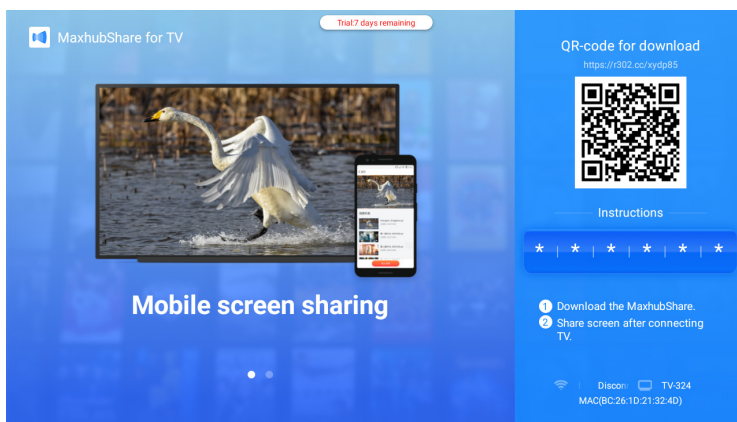 MaxhubShare for TV
Trial:7 days remaining
Mobile screen sharing
QR-code for download
https://r302.cc/xydp85
Instructions
* | * | * | * | * | *
1 Download the MaxhubShare.
2 Share screen after connecting
TV.
Discon TV-324
MAC(BC:26:1D:21:32:4D)